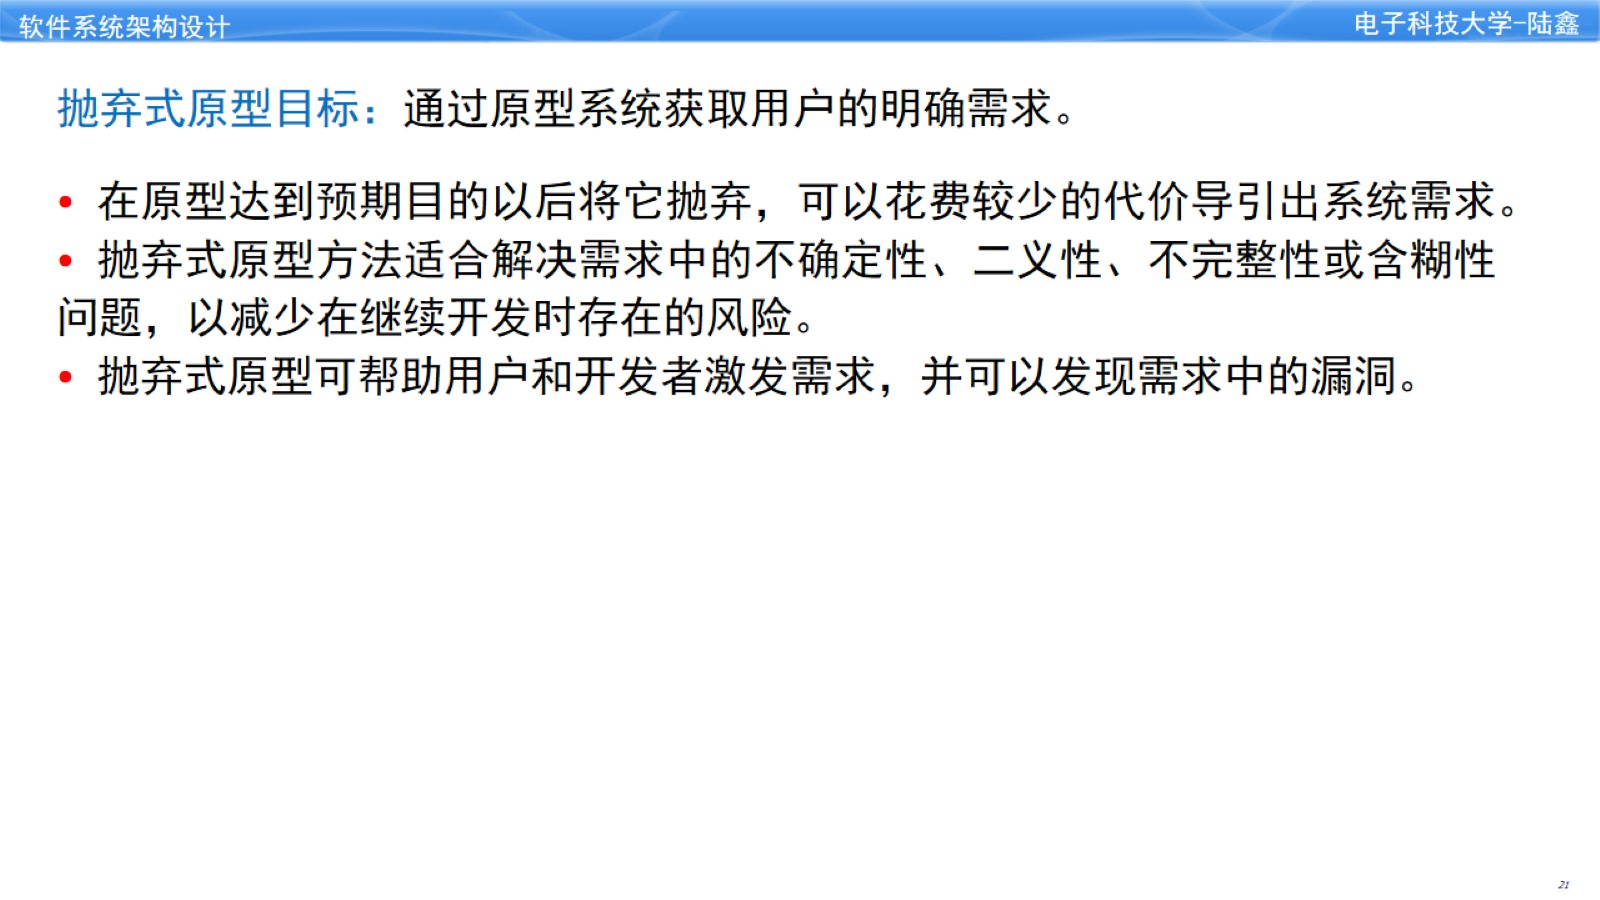 软件系统架构设计
电子科技大学-陆鑫
抛弃式原型目标：通过原型系统获取用户的明确需求。
• 在原型达到预期目的以后将它抛弃，可以花费较少的代价导引出系统需求。
• 抛弃式原型方法适合解决需求中的不确定性、二义性、不完整性或含糊性
问题，以减少在继续开发时存在的风险。
• 抛弃式原型可帮助用户和开发者激发需求，并可以发现需求中的漏洞。
21